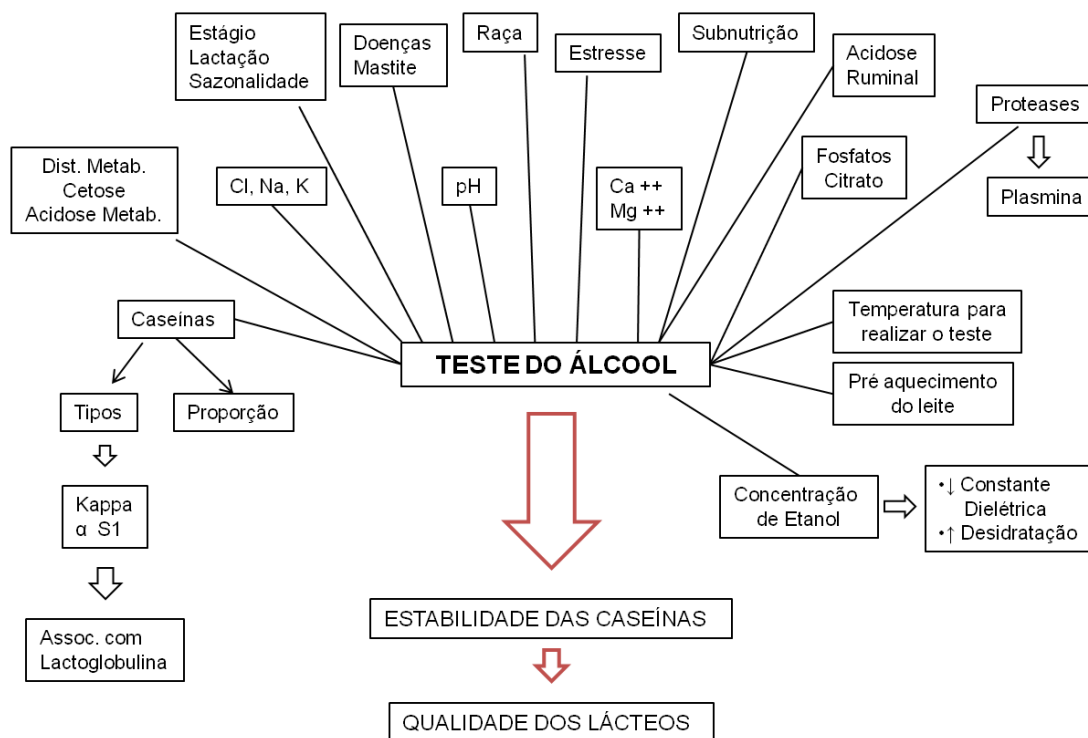 Estágio
Lactação
Sazonalidade
Doenças
Mastite
Raça
Estresse
Subnutrição
Acidose
Ruminal
Proteases
Plasmina
Dist. Metab.
Cetose
Acidose Metab.
Cl, Na, K
pH
Ca ++
Mg ++
Fosfatos
Citrato
Caseínas
Tipos
Proporção
Kappa
α S1
Assoc. com
Lactoglobulina
TESTE DO ÁLCOOL
Temperatura para
realizar o teste
Pré aquecimento
do leite
Concentração
de Etanol
•↓ Constante
Dielétrica
•↑ Desidratação
ESTABILIDADE DAS CASEÍNAS
QUALIDADE DOS LÁCTEOS